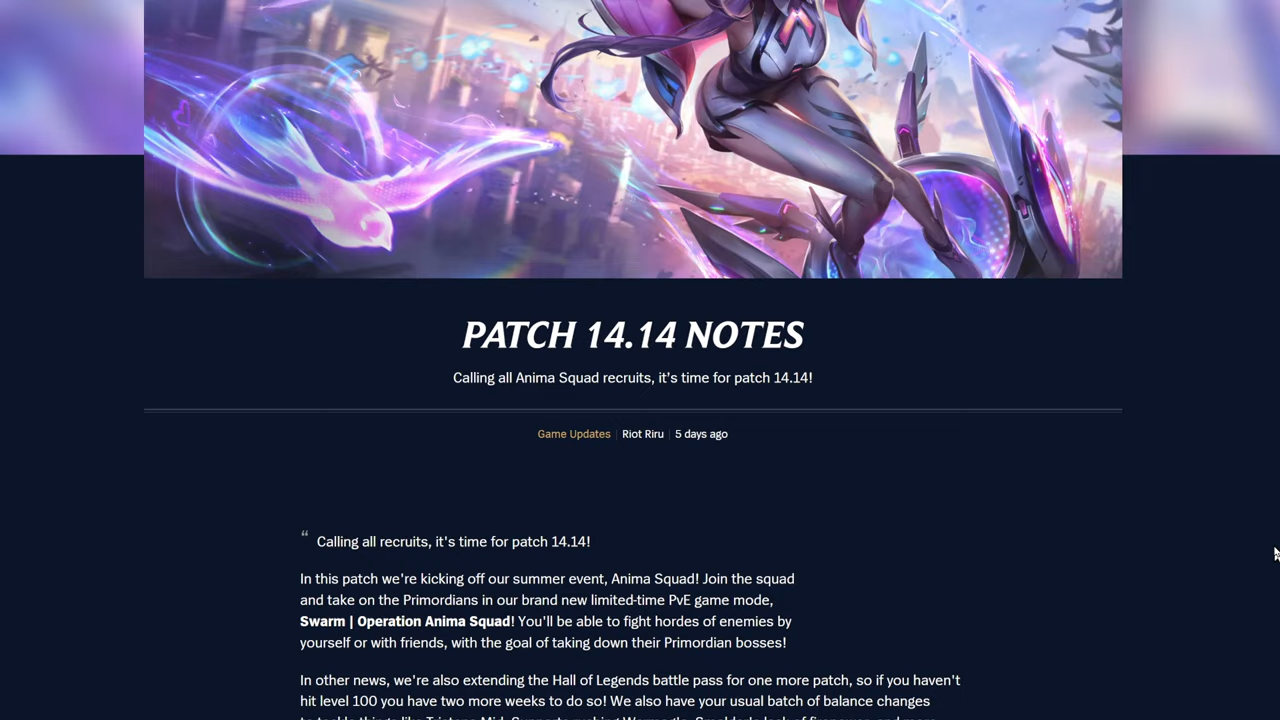 PATCH 14.14 NOTES
Calling all Anima Squad recruits, it's time for patch 14.14!
Game Updates | Riot Riru | 5 days ago
“ Calling all recruits, it's time for patch 14.14!
In this patch we're kicking off our summer event, Anima Squad! Join the squad
and take on the Primordians in our brand new limited-time PvE game mode,
Swarm | Operation Anima Squad! You'll be able to fight hordes of enemies by
yourself or with friends, with the goal of taking down their Primordian bosses!
In other news, we're also extending the Hall of Legends battle pass for one more patch, so if you haven't
hit level 100 you have two more weeks to do so! We also have your usual batch of balance changes